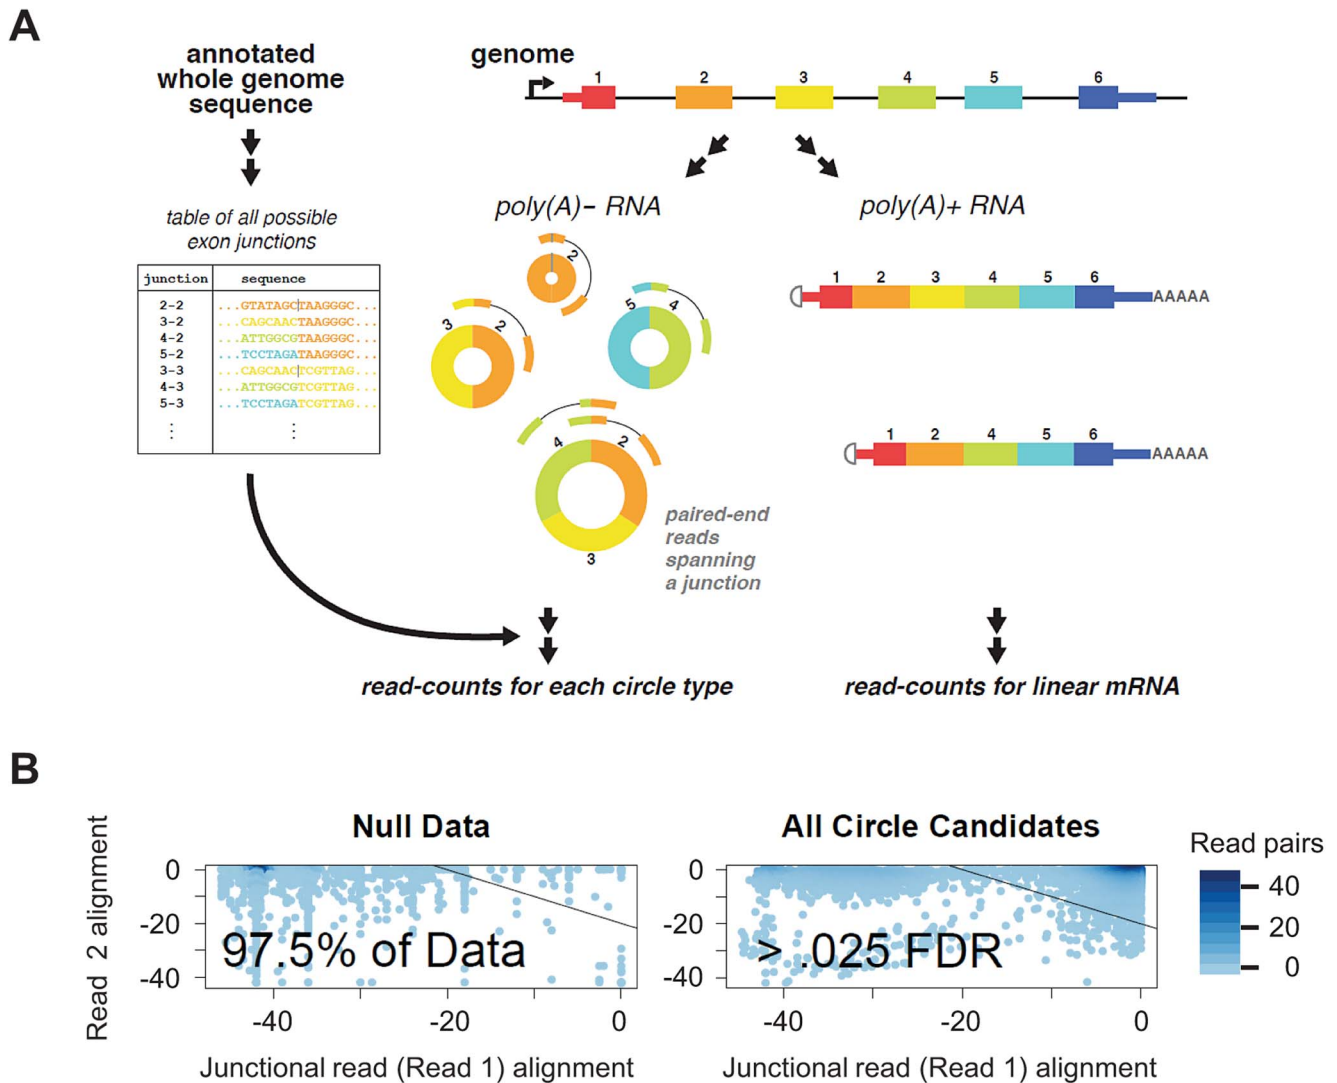 A
annotated
whole genome
sequence
genome
1 2 3 4 5 6
table of all possible
exon junctions
junction sequence
2-2 ...GTATAGCTAAGGGC...
3-2 ...CAGCAACTAAGGGC...
4-2 ...ATTGGCGTAAGGGC...
5-2 ...TCCTAGATAAGGGC...
3-3 ...CAGCAACTCGTTAG...
4-3 ...ATTGGCGTCGTTAG...
5-3 ...TCCTAGATCGTTAG...
⋮ ⋮
poly(A)– RNA
2
3 2
5 4
4 2
3
paired-end
reads
spanning
a junction
poly(A)+ RNA
1 2 3 4 5 6
AAAAA
1 2 4 5 6
AAAAA
read-counts for each circle type
read-counts for linear mRNA
B
Null Data
Read 2 alignment
0
-20
-40
97.5% of Data
-40 -20 0
Junctional read (Read 1) alignment
All Circle Candidates
0
-20
-40
> .025 FDR
-40 -20 0
Junctional read (Read 1) alignment
Read pairs
40
20
0